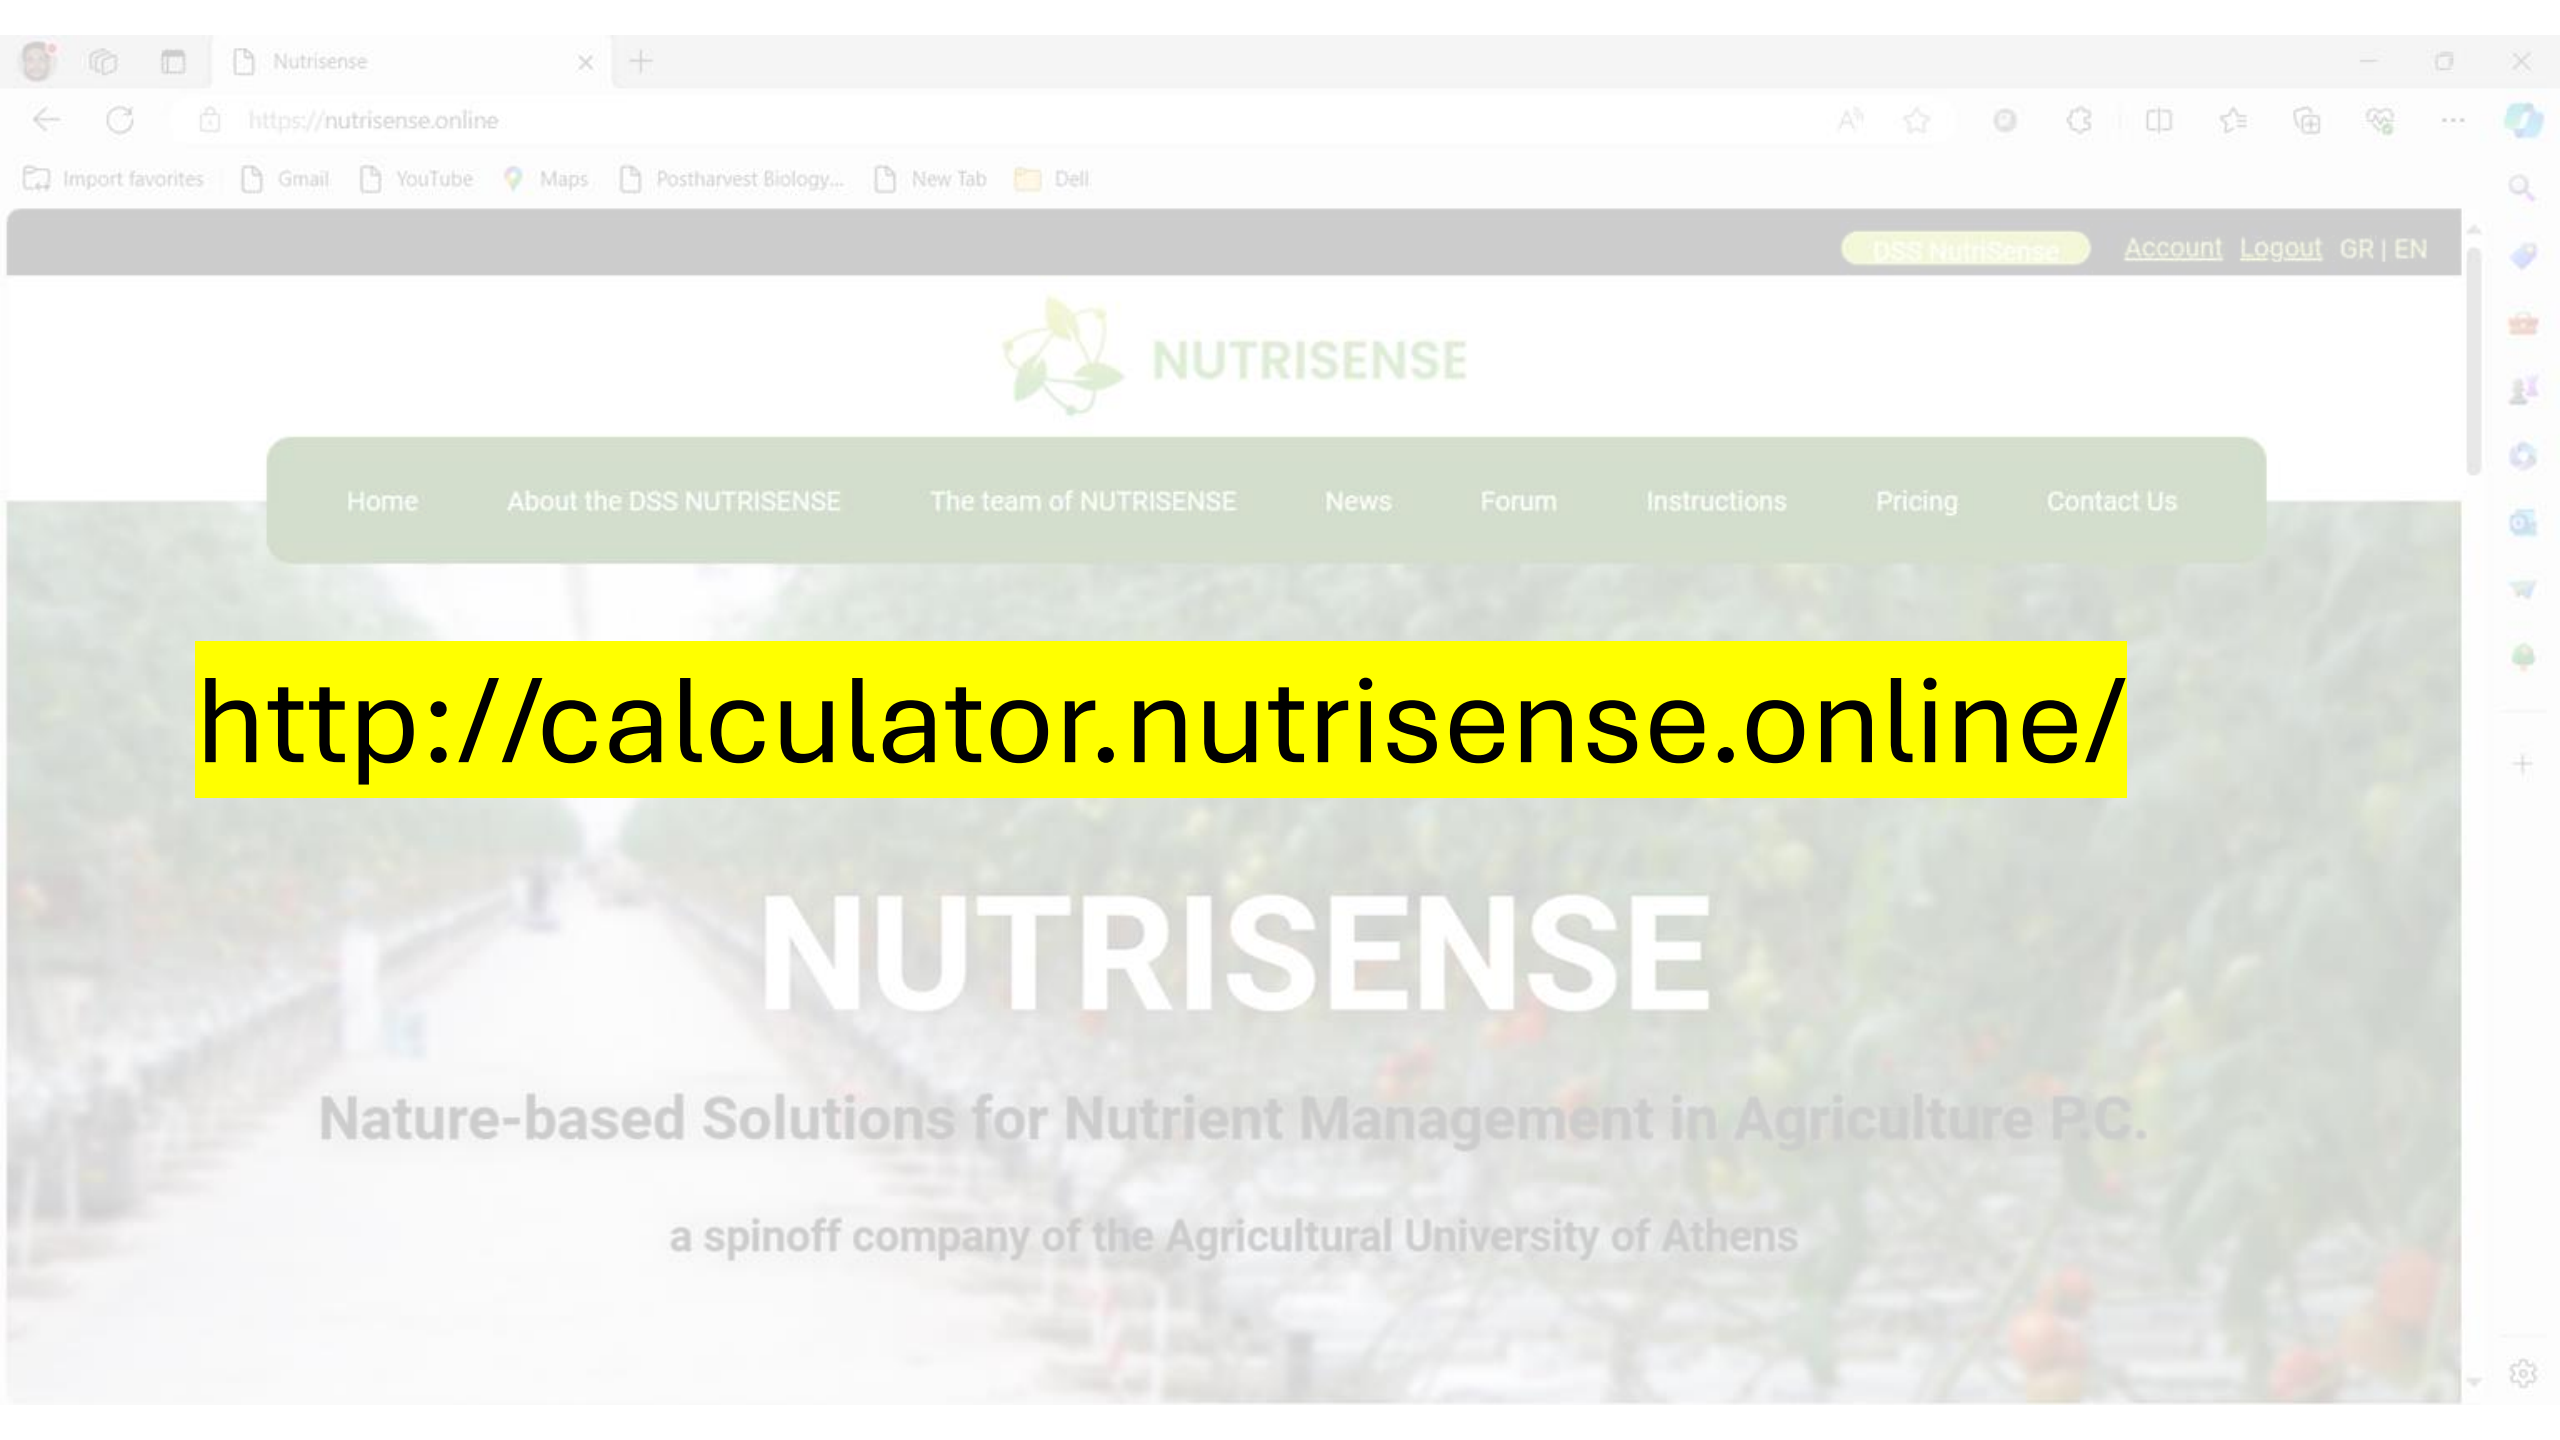 Nutrisense
https://nutrisense.online
Import favorites Gmail YouTube Maps Postharvest Biology... New Tab Dell
DSS NutriSense Account Logout GR | EN
NUTRISENSE
Home About the DSS NUTRISENSE The team of NUTRISENSE News Forum Instructions Pricing Contact Us
http://calculator.nutrisense.online/
NUTRISENSE
Nature-based Solutions for Nutrient Management in Agriculture P.C.
a spinoff company of the Agricultural University of Athens